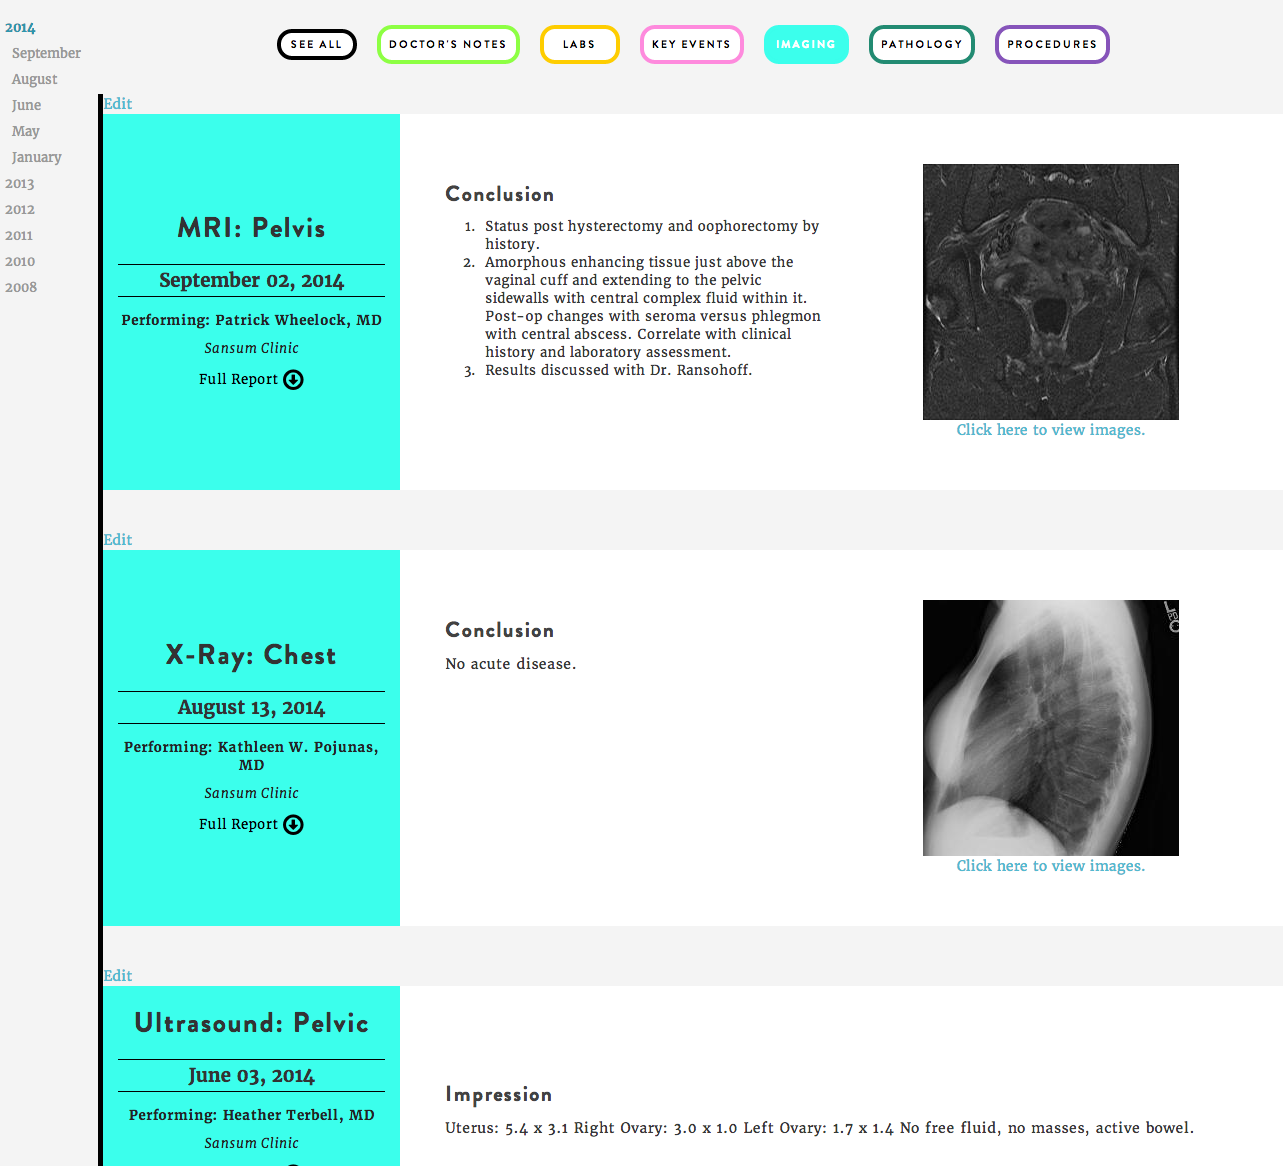 2014
September
August
June
May
January
2013
2012
2011
2010
2008
SEE ALL
DOCTOR'S NOTES
LABS
KEY EVENTS
IMAGING
PATHOLOGY
PROCEDURES
Edit
MRI: Pelvis
September 02, 2014
Performing: Patrick Wheelock, MD
Sansum Clinic
Full Report
Conclusion
1. Status post hysterectomy and oophorectomy by
history.
2. Amorphous enhancing tissue just above the
vaginal cuff and extending to the pelvic
sidewalls with central complex fluid within it.
Post-op changes with seroma versus phlegmon
with central abscess. Correlate with clinical
history and laboratory assessment.
3. Results discussed with Dr. Ransohoff.
Click here to view images.
Edit
X-Ray: Chest
August 13, 2014
Performing: Kathleen W. Pojunas,
MD
Sansum Clinic
Full Report
Conclusion
No acute disease.
Click here to view images.
Edit
Ultrasound: Pelvic
June 03, 2014
Performing: Heather Terbell, MD
Sansum Clinic
Impression
Uterus: 5.4 x 3.1 Right Ovary: 3.0 x 1.0 Left Ovary: 1.7 x 1.4 No free fluid, no masses, active bowel.